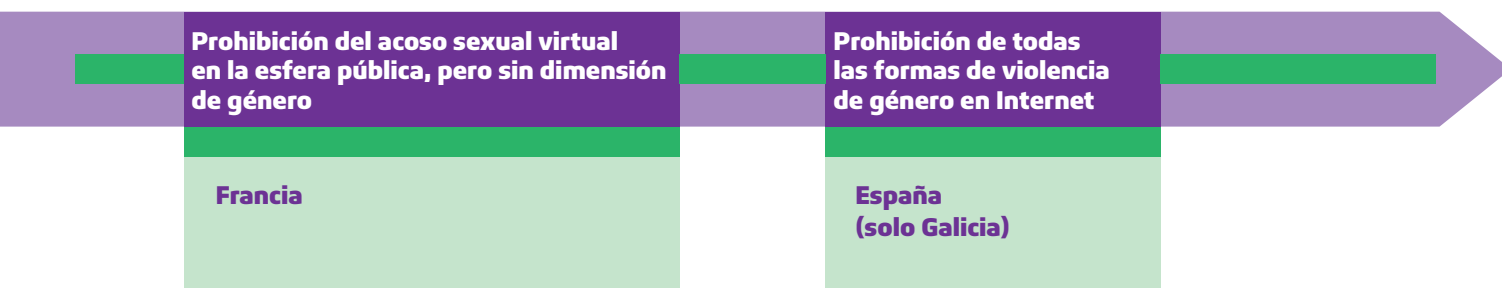 Prohibición del acoso sexual virtual
en la esfera pública, pero sin dimensión
de género
Prohibición de todas
las formas de violencia
de género en Internet
Francia
España
(solo Galicia)